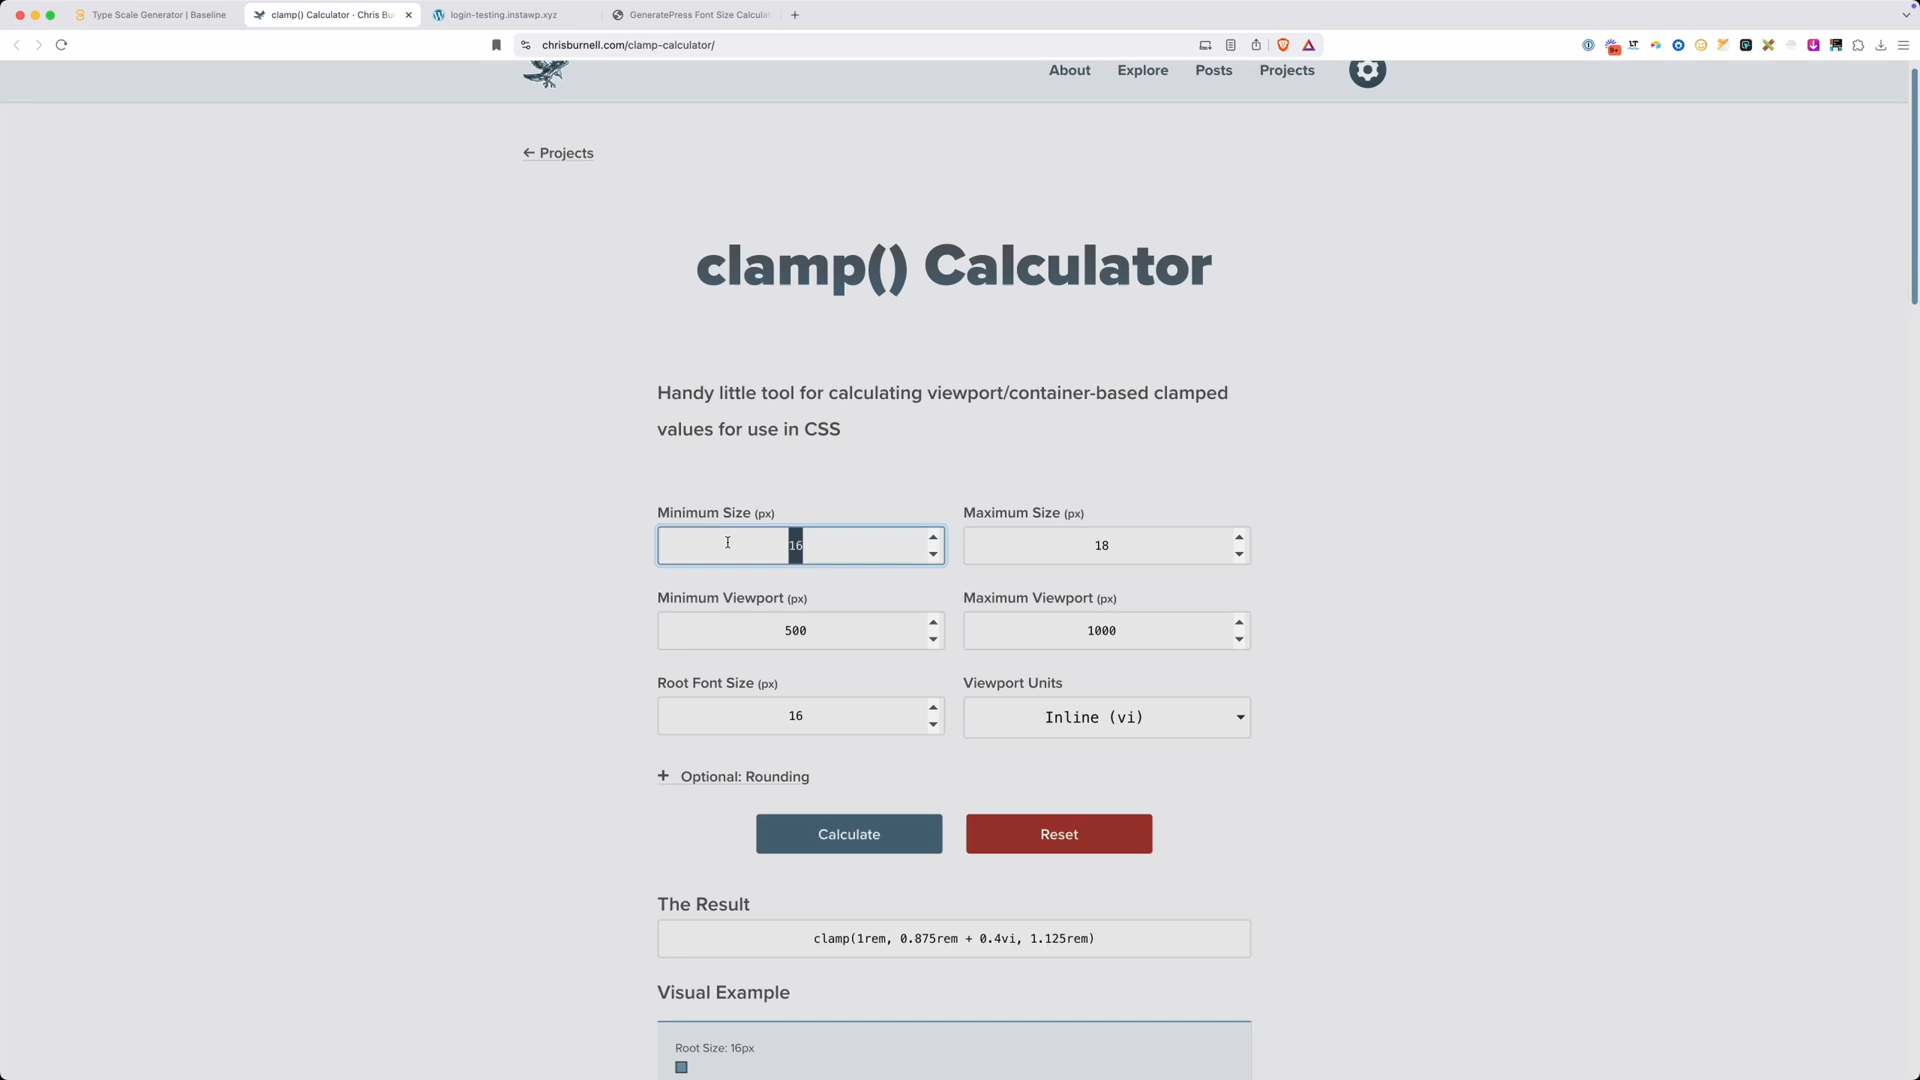 Type Scale Generator | Baseline
clamp() Calculator · Chris Bu
login-testing.instawp.xyz
GeneratePress Font Size Calculat
chrisburnell.com/clamp-calculator/
9+
LT
About
Explore
Posts
Projects
← Projects
clamp() Calculator
Handy little tool for calculating viewport/container-based clamped
values for use in CSS
Minimum Size (px)
Maximum Size (px)
16
18
Minimum Viewport (px)
Maximum Viewport (px)
500
1000
Root Font Size (px)
Viewport Units
16
Inline (vi)
+ Optional: Rounding
Calculate
Reset
The Result
clamp(1rem, 0.875rem + 0.4vi, 1.125rem)
Visual Example
Root Size: 16px